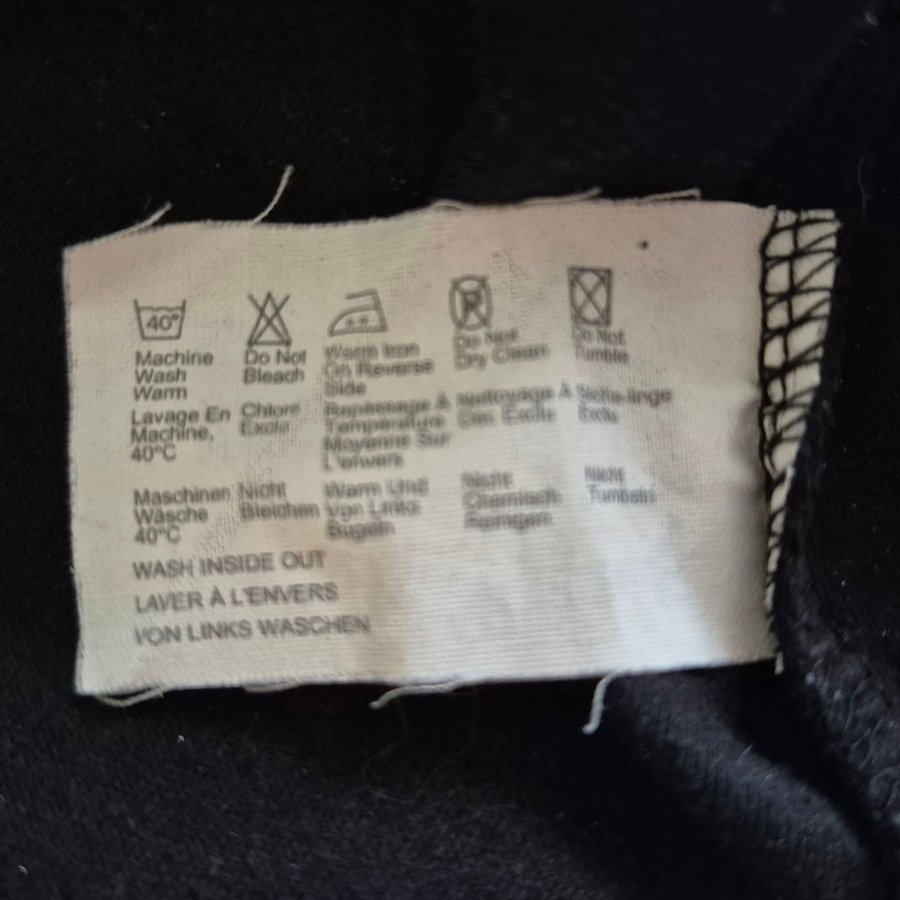 40°
Machine
Wash
Warm
Do Not
Bleach
Warm Iron
On Reverse
Side
Do Not
Dry Clean
Do Not
Tumble
Lavage En
Machine,
40°C
Chlore
Exclu
Repassage À
Température
Moyenne Sur
L'envers
Nettoyage À
Sec Exclu
Sèche-linge
Exclu
Maschinen
Wäsche
40°C
Nicht
Bleichen
Warm Und
Von Links
Bügeln
Nicht
Chemisch
Reinigen
Nicht
Tumbeln
WASH INSIDE OUT
LAVER À L'ENVERS
VON LINKS WASCHEN